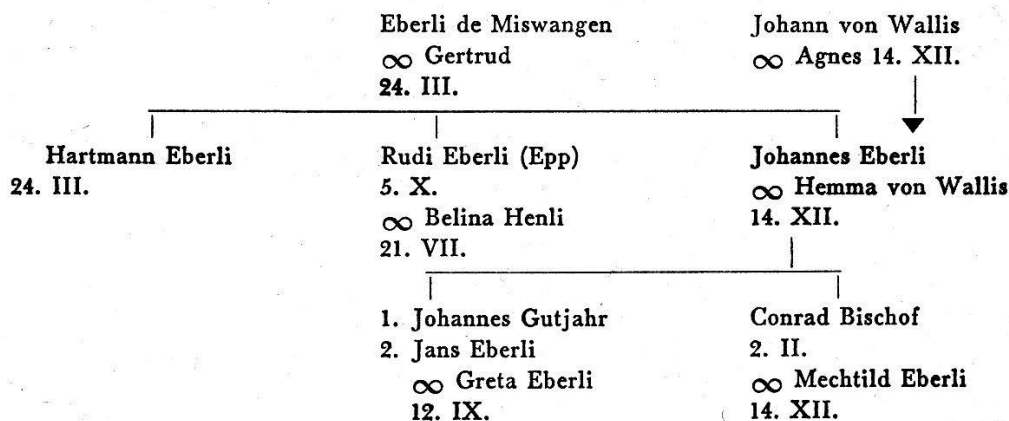 Eberli de Miswangen
∞ Gertrud
24. III.
Johann von Wallis
∞ Agnes 14. XII.
Hartmann Eberli
24. III.
Rudi Eberli (Epp)
5. X.
∞ Belina Henli
21. VII.
Johannes Eberli
∞ Hemma von Wallis
14. XII.
1. Johannes Gutjahr
2. Jans Eberli
∞ Greta Eberli
12. IX.
Conrad Bischof
2. II.
∞ Mechtild Eberli
14. XII.